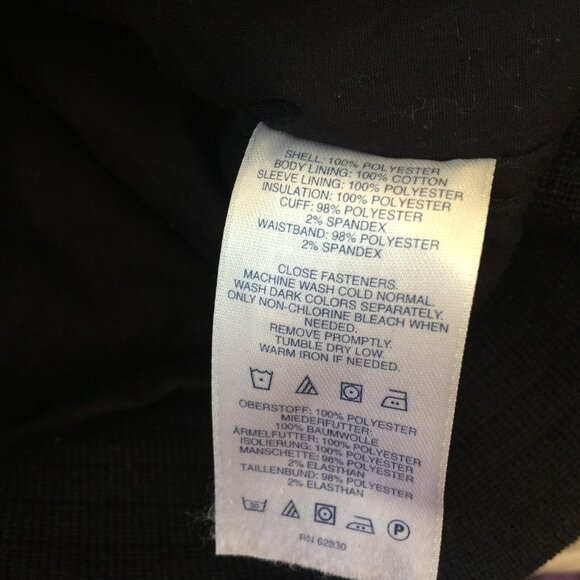 SHELL: 100% POLYESTER
BODY LINING: 100% COTTON
SLEEVE LINING: 100% POLYESTER
INSULATION: 100% POLYESTER
CUFF: 98% POLYESTER
2% SPANDEX
WAISTBAND: 98% POLYESTER
2% SPANDEX
CLOSE FASTENERS.
MACHINE WASH COLD NORMAL.
WASH DARK COLORS SEPARATELY.
ONLY NON-CHLORINE BLEACH WHEN
NEEDED.
REMOVE PROMPTLY.
TUMBLE DRY LOW.
WARM IRON IF NEEDED.
OBERSTOFF: 100% POLYESTER
MIEDERFUTTER:
100% BAUMWOLLE
ÄRMELFUTTER: 100% POLYESTER
ISOLIERUNG: 100% POLYESTER
MANSCHETTE: 98% POLYESTER
2% ELASTHAN
TAILLENBUND: 98% POLYESTER
2% ELASTHAN
30 P
RN 62830